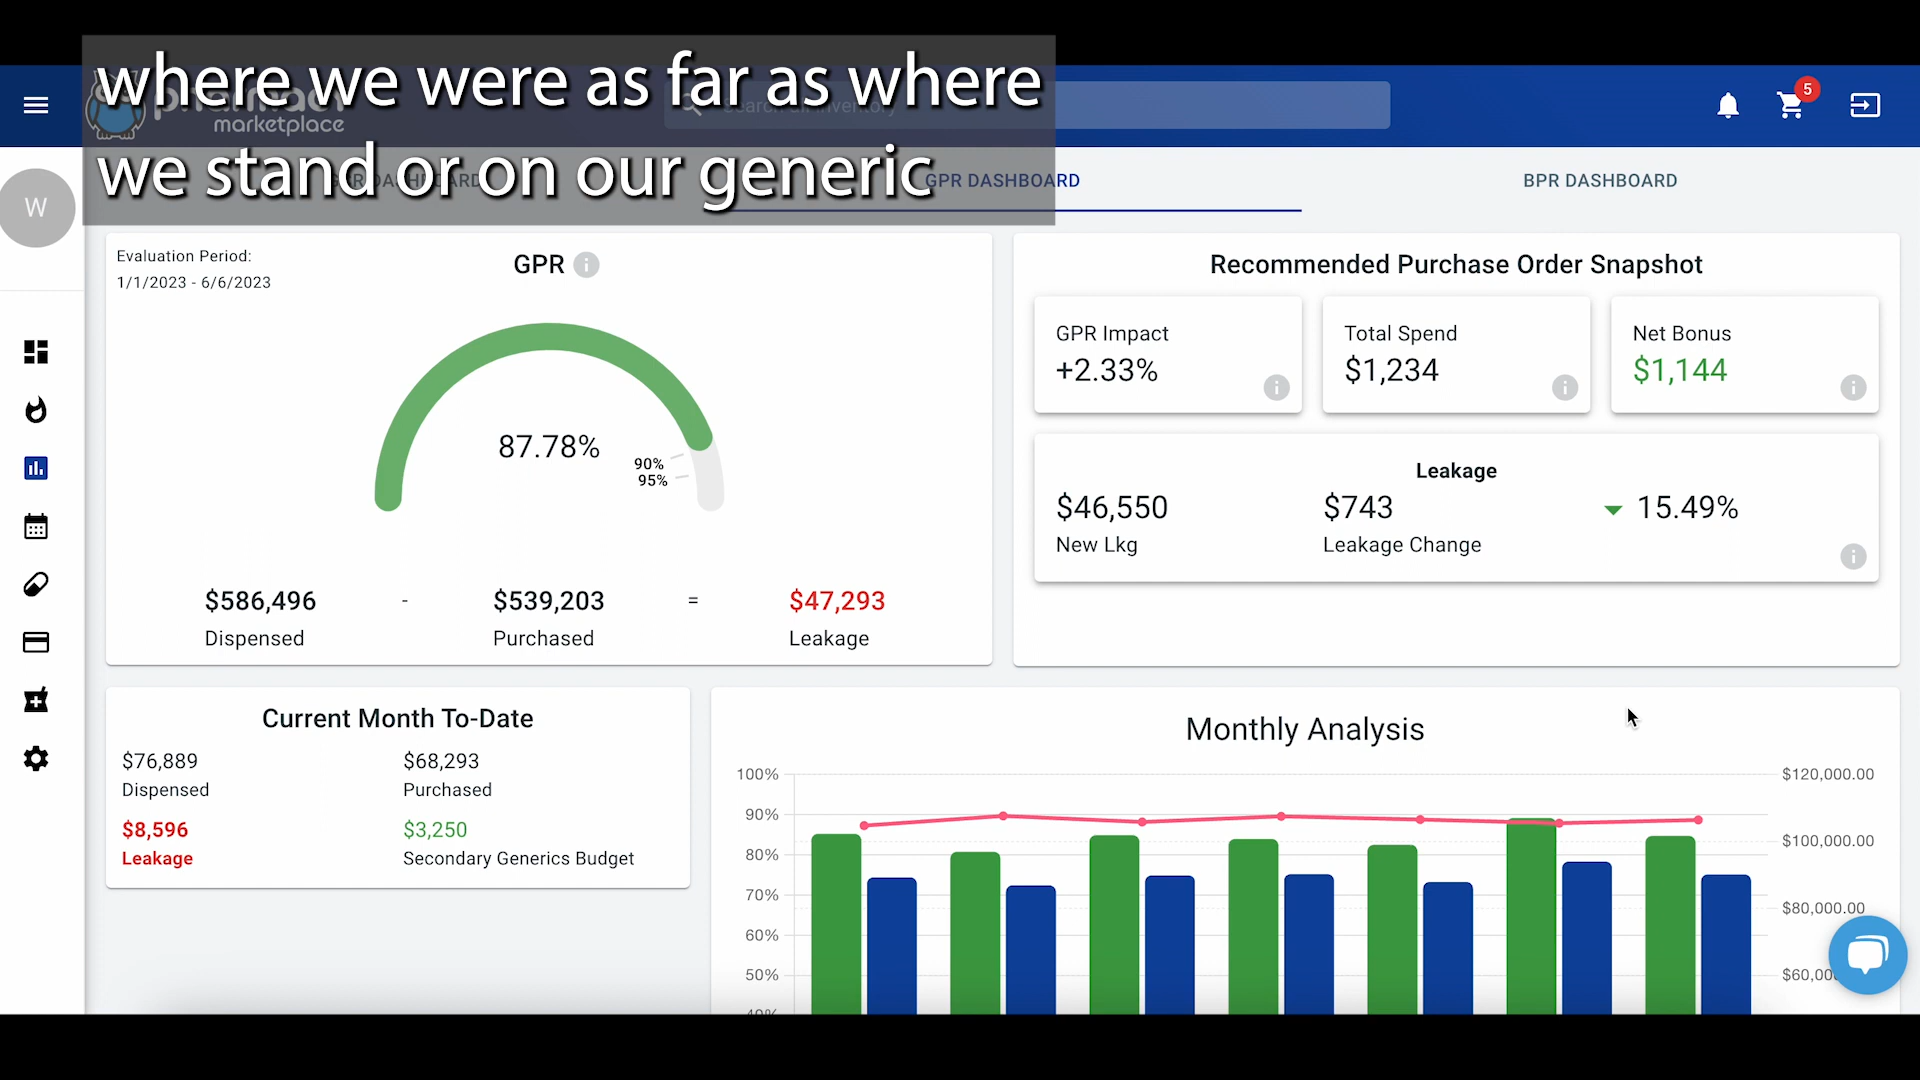 where we were as far as where
we stand or on our generic
marketplace
5
W
GPR DASHBOARD
BPR DASHBOARD
Evaluation Period:
1/1/2023 - 6/6/2023
GPR
87.78%
90%
95%
$586,496
-
$539,203
=
$47,293
Dispensed
Purchased
Leakage
Recommended Purchase Order Snapshot
GPR Impact
+2.33%
Total Spend
$1,234
Net Bonus
$1,144
Leakage
$46,550
$743
15.49%
New Lkg
Leakage Change
Current Month To-Date
$76,889
$68,293
Dispensed
Purchased
$8,596
$3,250
Leakage
Secondary Generics Budget
Monthly Analysis
100%
90%
80%
70%
60%
50%
40%
$120,000.00
$100,000.00
$80,000.00